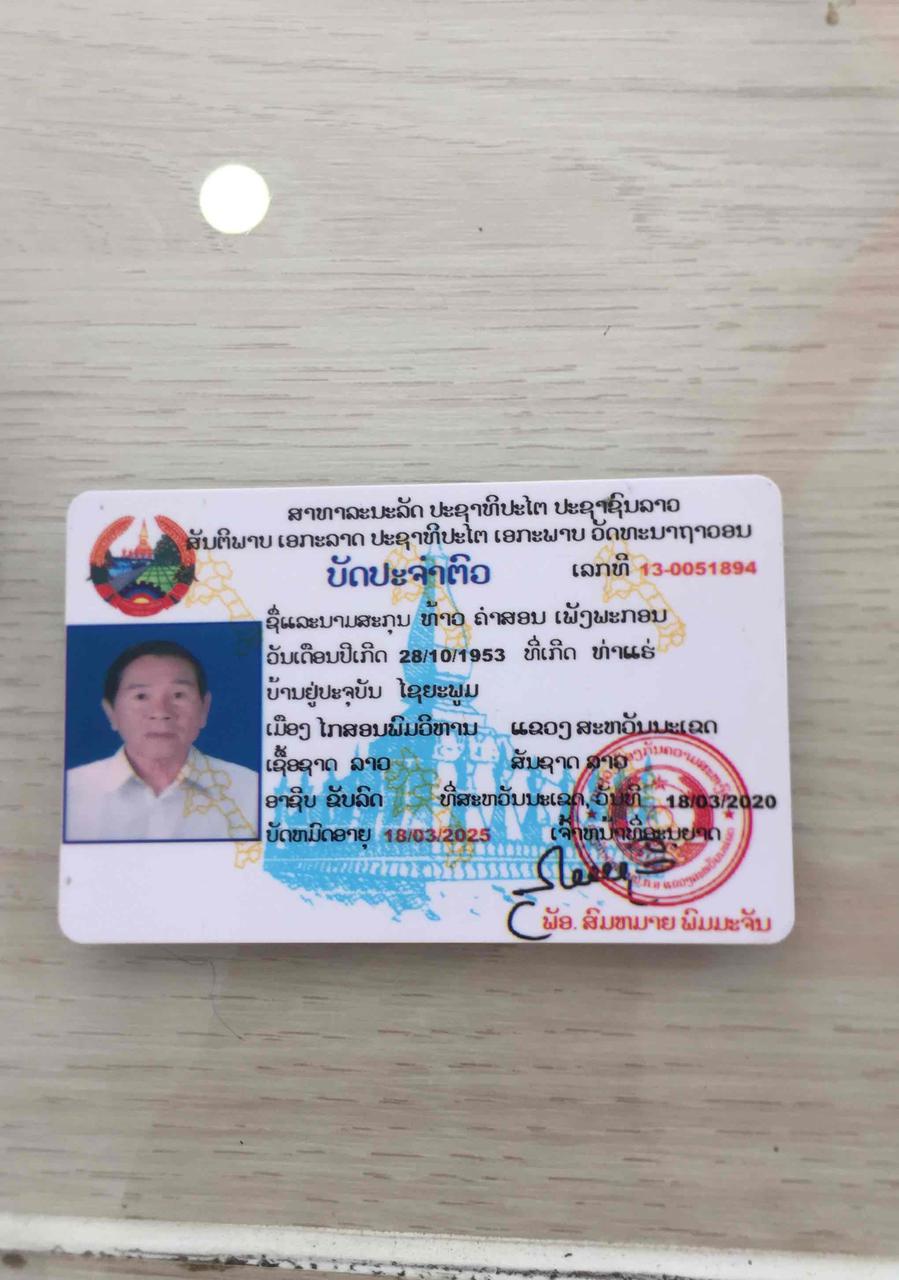 ສາທາລະນະລັດ ປະຊາທິປະໄຕ ປະຊາຊົນລາວ
ສັນຕິພາບ ເອກະລາດ ປະຊາທິປະໄຕ ເອກະພາບ ວັດທະນາຖາວອນ
ບັດປະຈຳຕົວ
ເລກທີ 13-0051894
ຊື່ແລະນາມສະກຸນ ທ້າວ ຄຳສອນ ເພັງພະກອນ
ວັນເດືອນປີເກີດ 28/10/1953 ທີ່ເກີດ ທ່າແຮ່
ບ້ານຢູ່ປະຈຸບັນ ໄຊຍະພູມ
ເມືອງ ໄກສອນພົມວິຫານ ແຂວງ ສະຫວັນນະເຂດ
ເຊື້ອຊາດ ລາວ ສັນຊາດ ລາວ
ອາຊິບ ຂັບລົດ ທີ່ສະຫວັນນະເຂດ, ວັນທີ 18/03/2020
ບັດຫມົດອາຍຸ 18/03/2025 ເຈົ້າຫນ້າທີ່ອະນຸຍາດ
ພັອ. ສົມຫມາຍ ພິມມະຈັນ